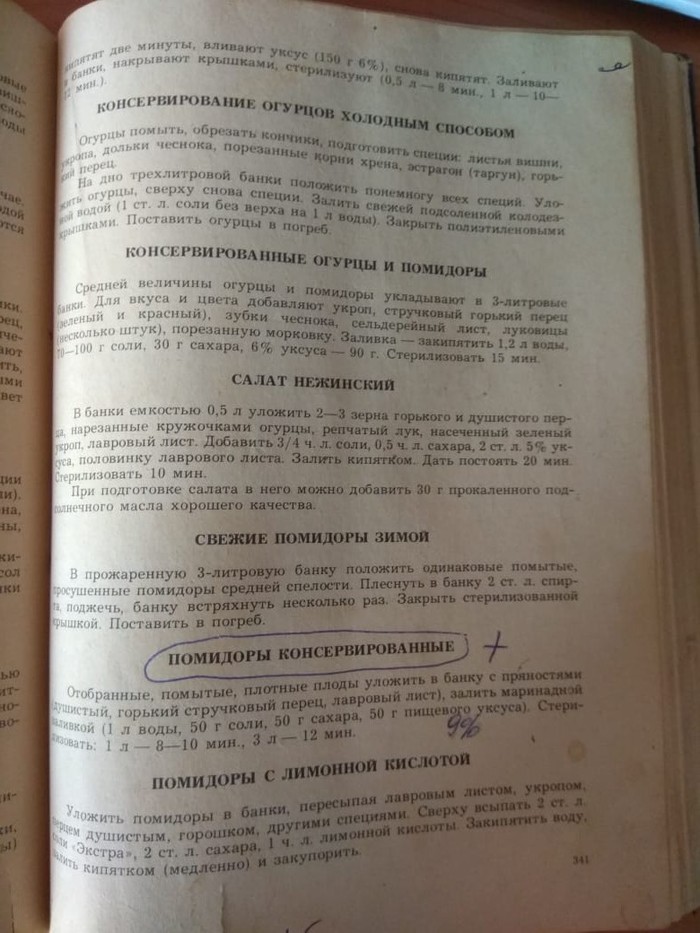 кипятят две минуты, вливают уксус (150 г 6%), снова кипятят. Заливают
в банки, накрывают крышками, стерилизуют (0,5 л — 8 мин., 1 л — 10—
12 мин.).
КОНСЕРВИРОВАНИЕ ОГУРЦОВ ХОЛОДНЫМ СПОСОБОМ
Огурцы помыть, обрезать кончики, подготовить специи: листья вишни,
укропа, дольки чеснока, порезанные корни хрена, эстрагон (таргун), горь-
кий перец.
На дно трехлитровой банки положить понемногу всех специй. Уло-
жить огурцы, сверху снова специи. Залить свежей подсоленной колодез-
ной водой (1 ст. л. соли без верха на 1 л воды). Закрыть полиэтиленовыми
крышками. Поставить огурцы в погреб.
КОНСЕРВИРОВАННЫЕ ОГУРЦЫ И ПОМИДОРЫ
Средней величины огурцы и помидоры укладывают в 3-литровые
банки. Для вкуса и цвета добавляют укроп, стручковый горький перец
(зеленый и красный), зубки чеснока, сельдерейный лист, луковицы
(несколько штук), порезанную морковку. Заливка — закипятить 1,2 л воды,
70—100 г соли, 30 г сахара, 6% уксуса — 90 г. Стерилизовать 15 мин.
САЛАТ НЕЖИНСКИЙ
В банки емкостью 0,5 л уложить 2—3 зерна горького и душистого пер-
ца, нарезанные кружочками огурцы, репчатый лук, насеченный зеленый
укроп, лавровый лист. Добавить 3/4 ч. л. соли, 0,5 ч. л. сахара, 2 ст. л. 5% ук-
суса, половинку лаврового листа. Залить кипятком. Дать постоять 20 мин.
Стерилизовать 10 мин.
При подготовке салата в него можно добавить 30 г прокаленного под-
солнечного масла хорошего качества.
СВЕЖИЕ ПОМИДОРЫ ЗИМОЙ
В прожаренную 3-литровую банку положить одинаковые помытые,
просушенные помидоры средней спелости. Плеснуть в банку 2 ст. л. спир-
та, поджечь, банку встряхнуть несколько раз. Закрыть стерилизованной
крышкой. Поставить в погреб.
ПОМИДОРЫ КОНСЕРВИРОВАННЫЕ +
Отобранные, помытые, плотные плоды уложить в банку с пряностями
(душистый, горький стручковый перец, лавровый лист), залить маринадной
заливкой (1 л воды, 50 г соли, 50 г сахара, 50 г пищевого уксуса). Стери-
лизовать: 1 л — 8—10 мин., 3 л — 12 мин.
9%
ПОМИДОРЫ С ЛИМОННОЙ КИСЛОТОЙ
Уложить помидоры в банки, пересыпая лавровым листом, укропом,
перцем душистым, горошком, другими специями. Сверху всыпать 2 ст. л.
соли «Экстра», 2 ст. л. сахара, 1 ч. л. лимонной кислоты. Закипятить воду,
залить кипятком (медленно) и закупорить.
341